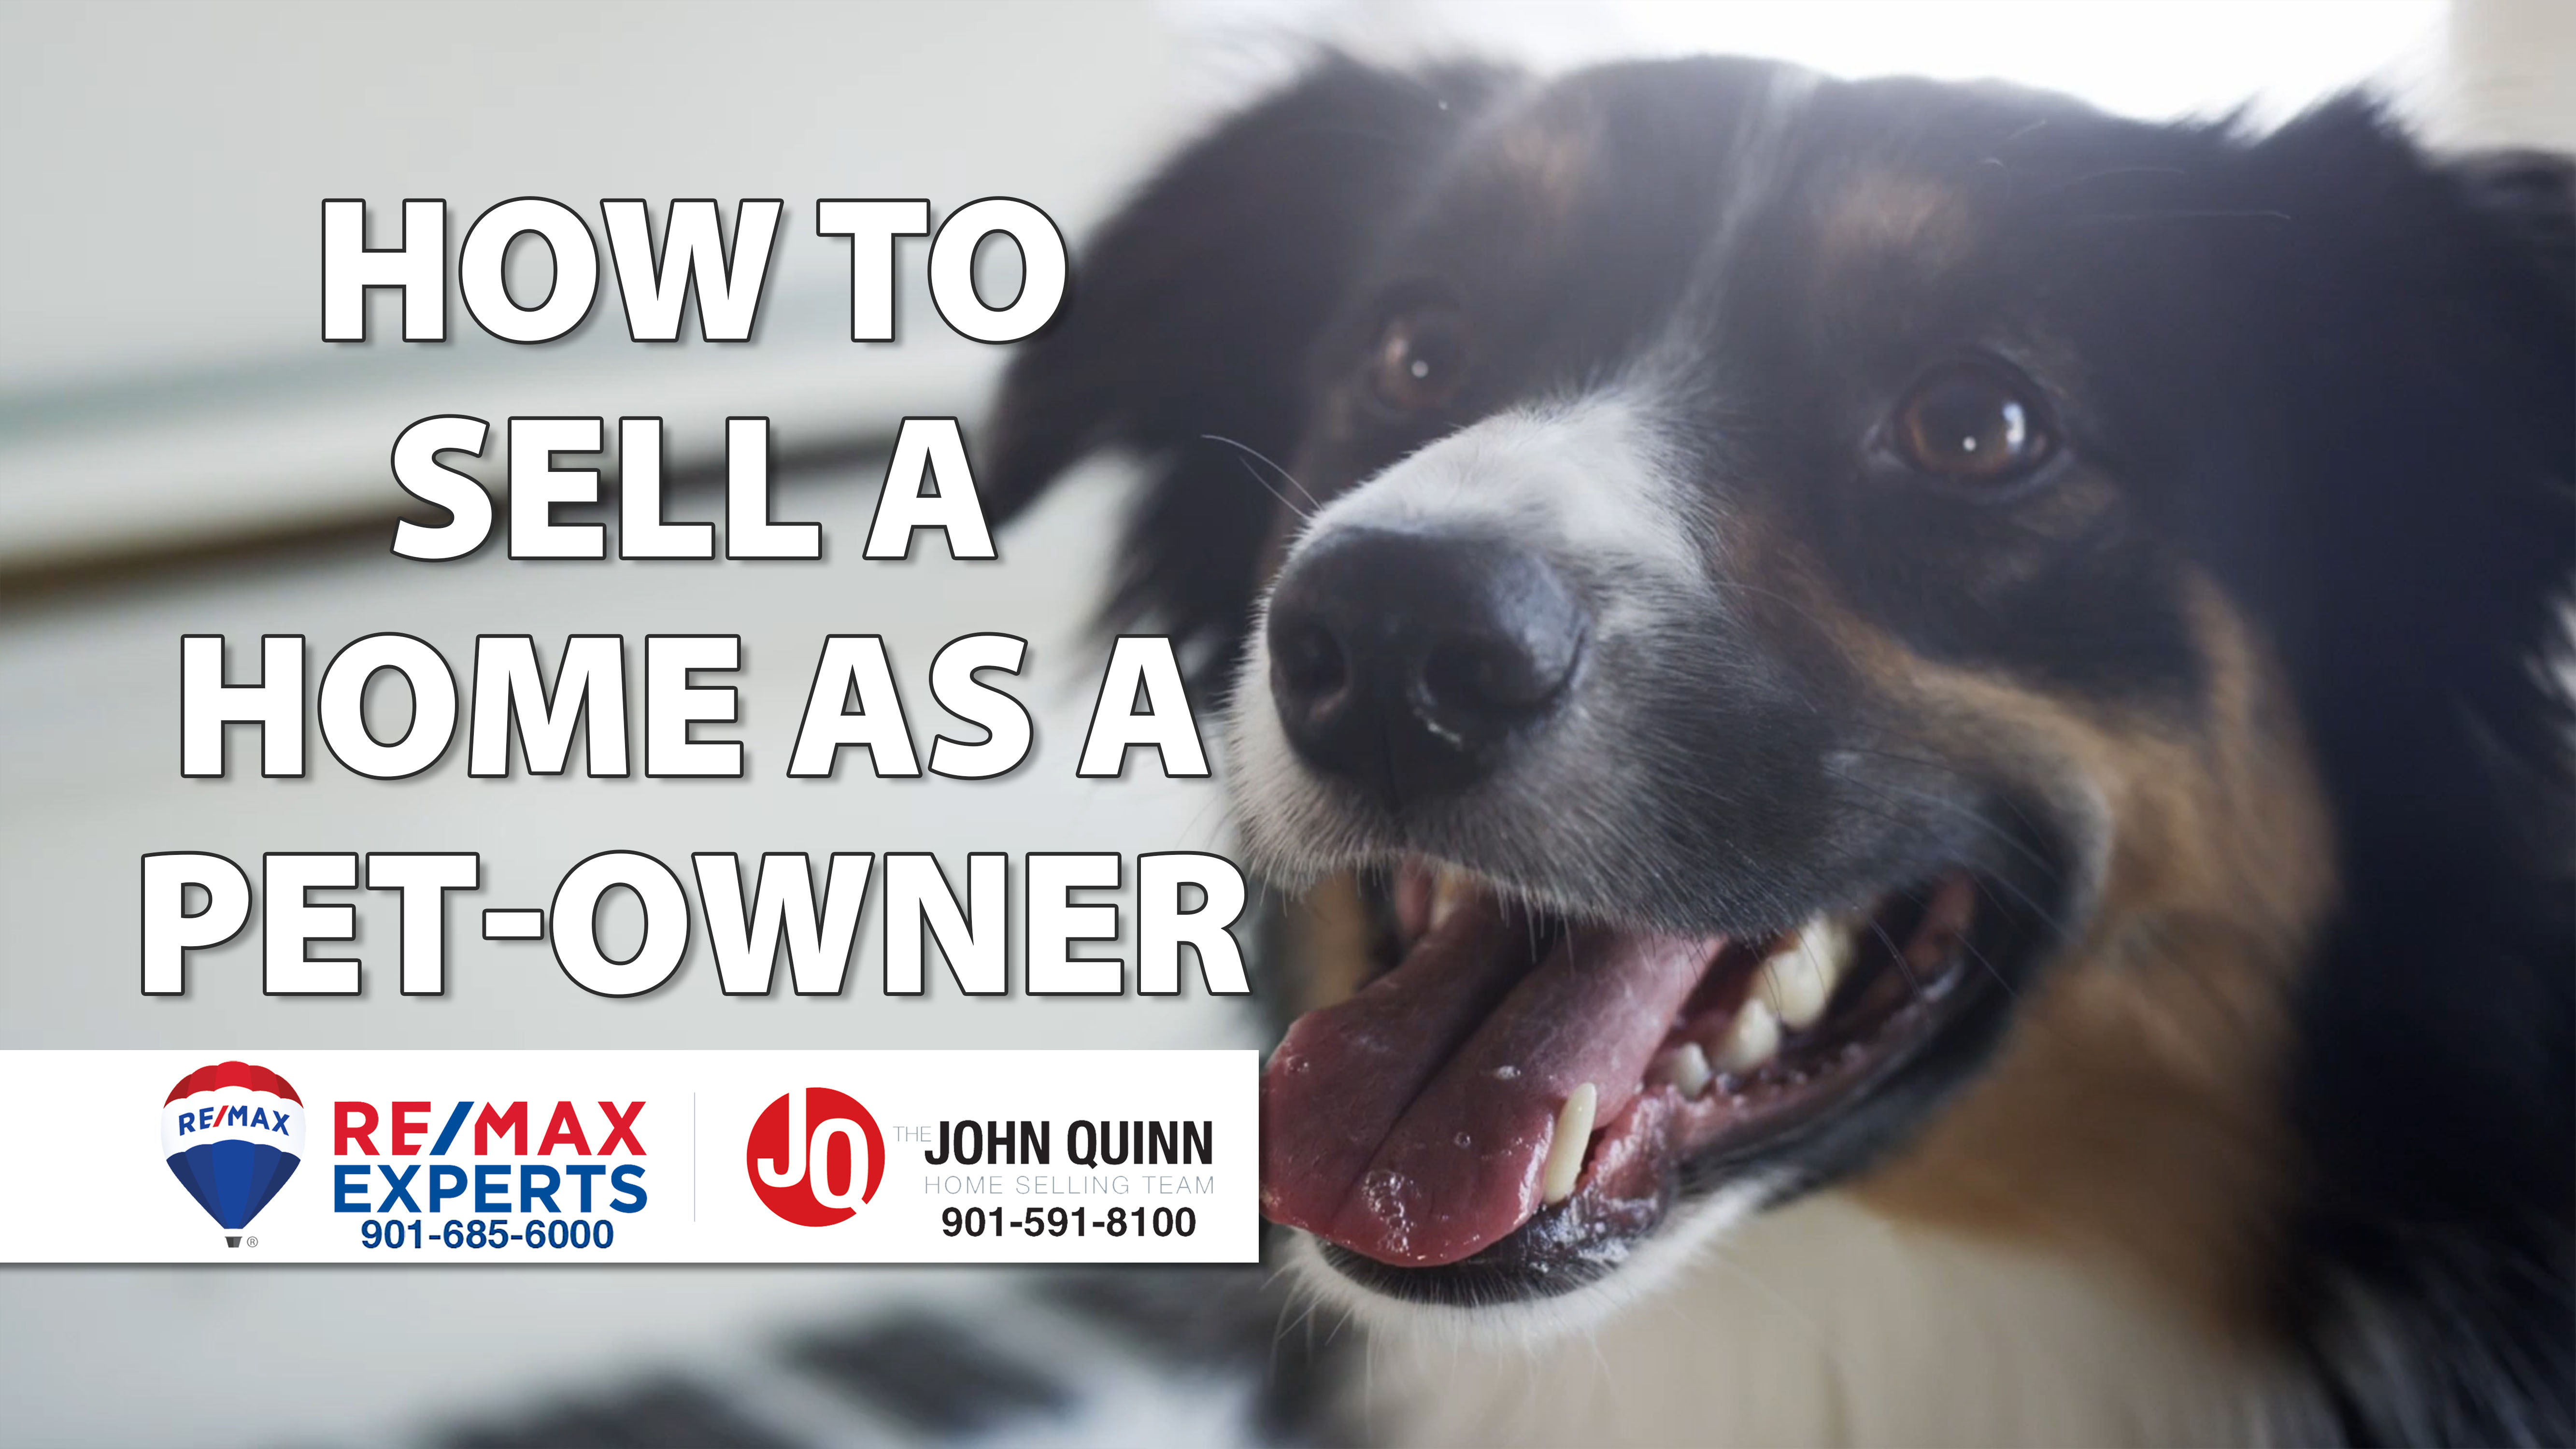 HOW TO
SELL A
HOME AS A
PET-OWNER
RE/MAX
RE/MAX
EXPERTS
901-685-6000
®
JQ
THE JOHN QUINN
HOME SELLING TEAM
901-591-8100